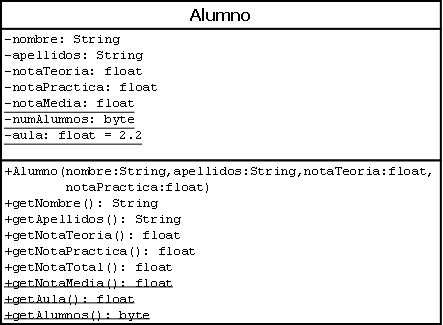 Alumno
-nombre: String
-apellidos: String
-notaTeoria: float
-notaPractica: float
-notaMedia: float
-numAlumnos: byte
-aula: float = 2.2
+Alumno(nombre:String,apellidos:String,notaTeoria:float,
notaPractica:float)
+getNombre(): String
+getApellidos(): String
+getNotaTeoria(): float
+getNotaPractica(): float
+getNotaTotal(): float
+getNotaMedia(): float
+getAula(): float
+getAlumnos(): byte